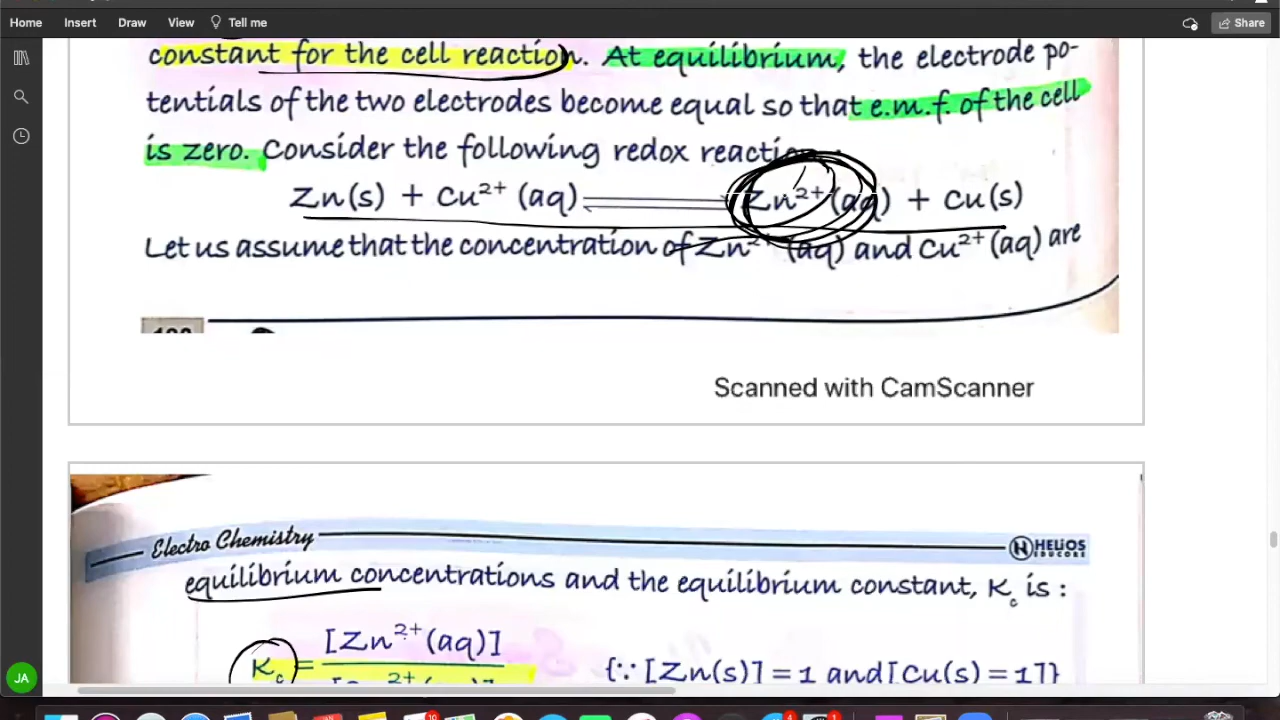 Home Insert Draw View Tell me Share
constant for the cell reaction. At equilibrium, the electrode po-
tentials of the two electrodes become equal so that e.m.f. of the cell
is zero. Consider the following redox reaction :
Zn(s) + Cu²⁺ (aq) ⇌ Zn²⁺ (aq) + Cu(s)
Let us assume that the concentration of Zn²⁺ (aq) and Cu²⁺ (aq) are
Scanned with CamScanner
Electro Chemistry
HELIOS
EDUCORE
equilibrium concentrations and the equilibrium constant, K꜀ is :
[Zn²⁺ (aq)]
K꜀ = {∵ [Zn(s)] = 1 and [Cu(s) = 1]}
JA